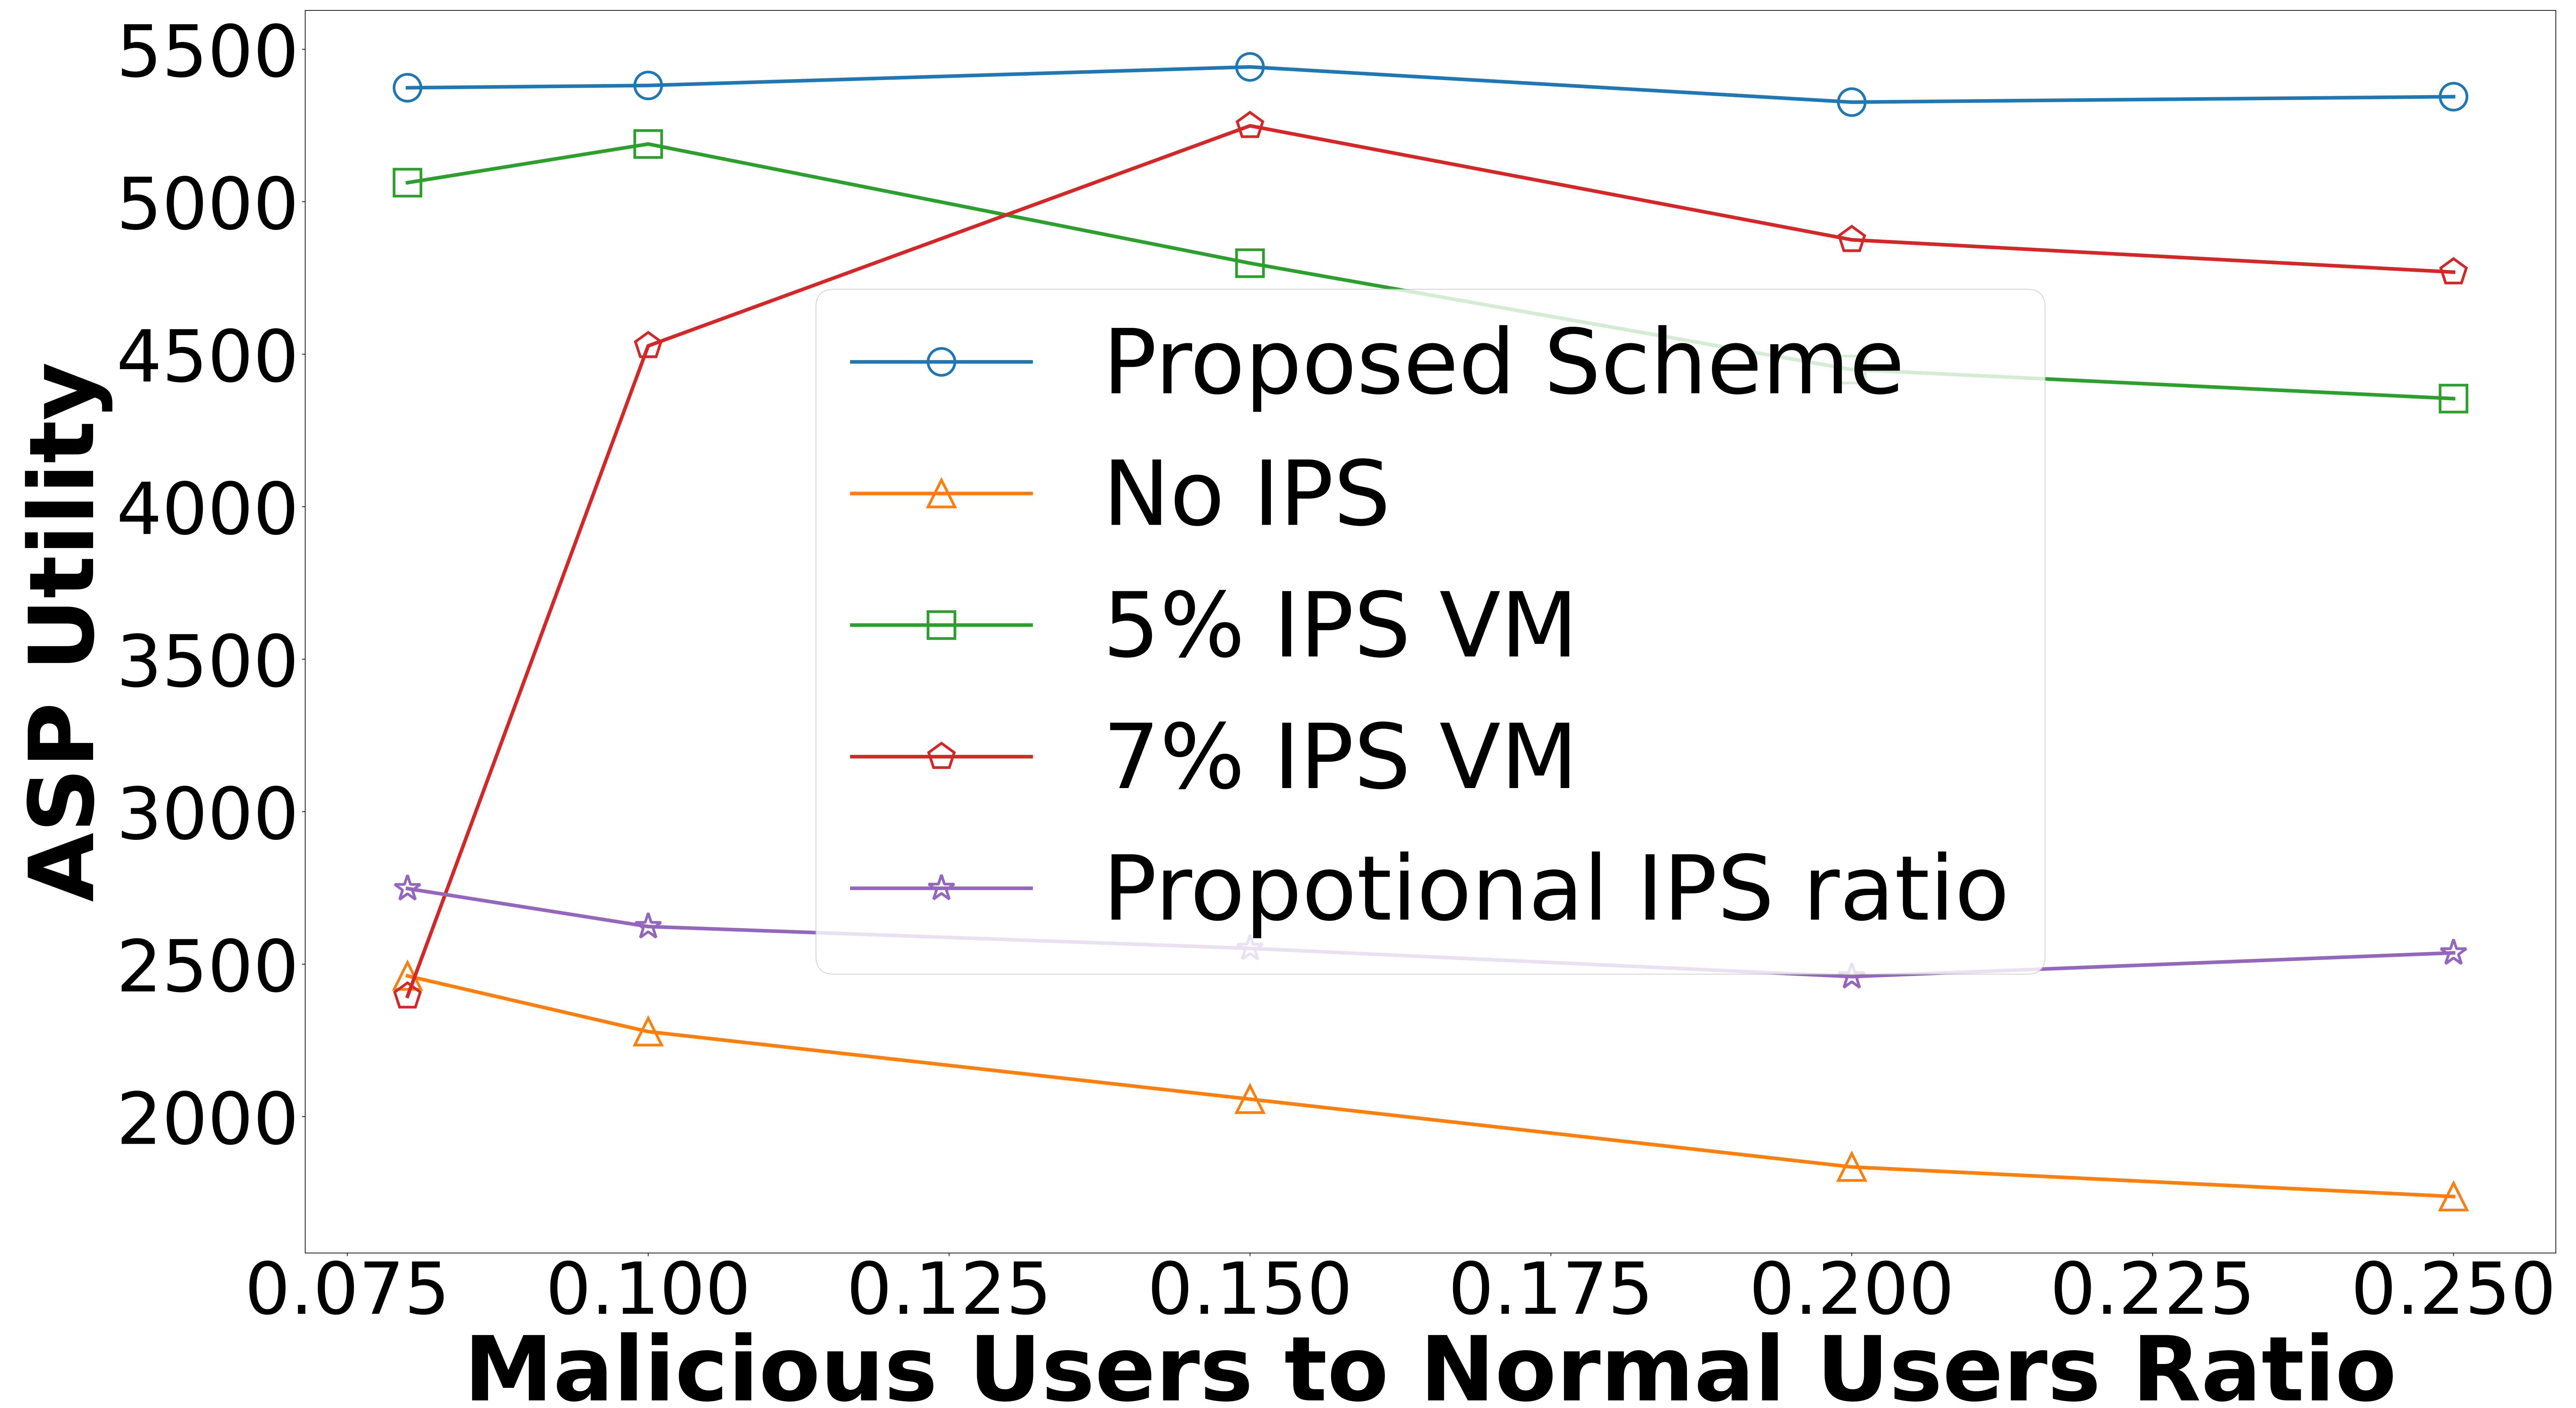 5500
5000
4500
4000
3500
3000
2500
2000
ASP Utility
Proposed Scheme
No IPS
5% IPS VM
7% IPS VM
Propotional IPS ratio
0.075 0.100 0.125 0.150 0.175 0.200 0.225 0.250
Malicious Users to Normal Users Ratio